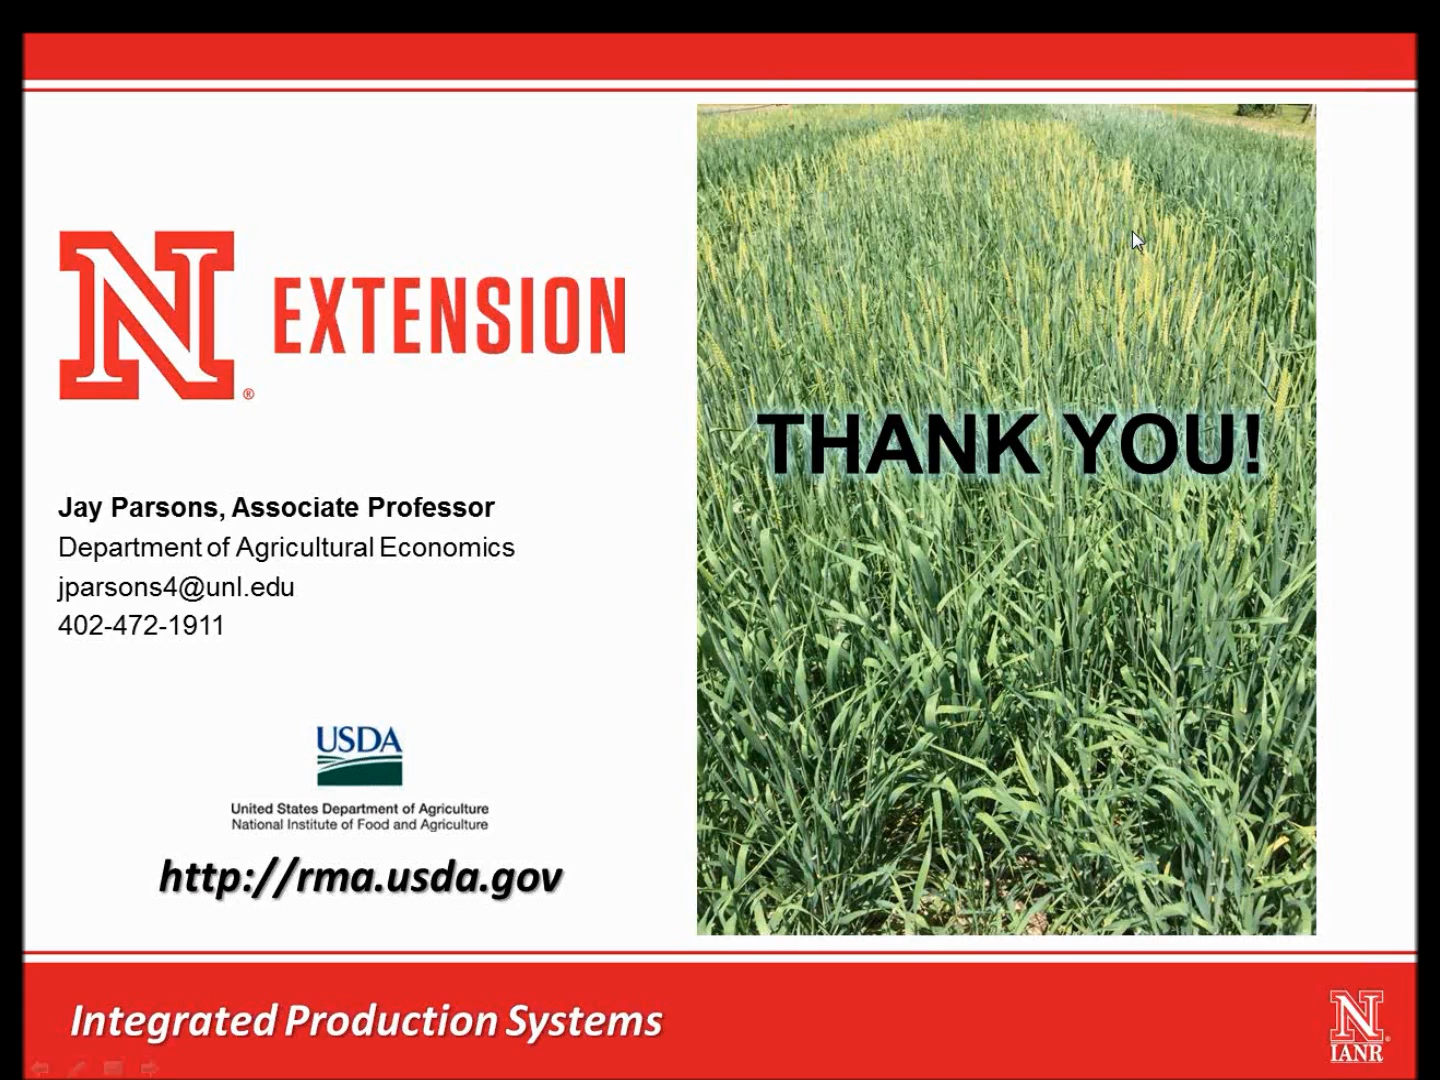 N EXTENSION
®
Jay Parsons, Associate Professor
Department of Agricultural Economics
jparsons4@unl.edu
402-472-1911
USDA
United States Department of Agriculture
National Institute of Food and Agriculture
http://rma.usda.gov
THANK YOU!
Integrated Production Systems
N
IANR